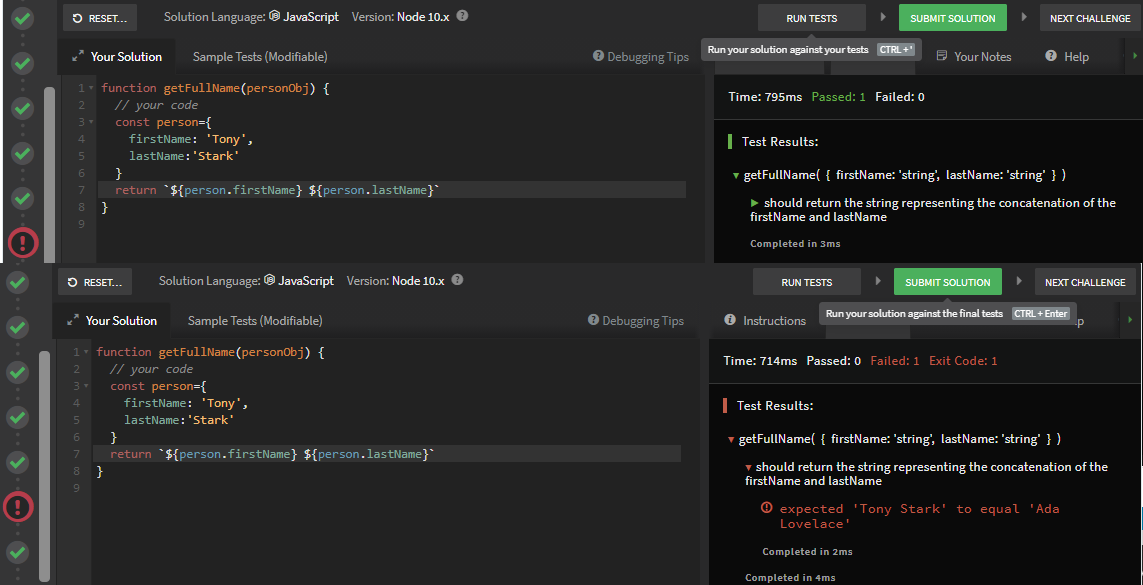 RESET... Solution Language: JavaScript Version: Node 10.x RUN TESTS SUBMIT SOLUTION NEXT CHALLENGE
Your Solution Sample Tests (Modifiable) Debugging Tips Run your solution against your tests CTRL + ' Your Notes Help
1 function getFullName(personObj) {
2 // your code
3 const person={
4 firstName: 'Tony',
5 lastName:'Stark'
6 }
7 return `${person.firstName} ${person.lastName}`
8 }
9
Time: 795ms Passed: 1 Failed: 0
Test Results:
getFullName( { firstName: 'string', lastName: 'string' } )
should return the string representing the concatenation of the
firstName and lastName
Completed in 3ms
RESET... Solution Language: JavaScript Version: Node 10.x RUN TESTS SUBMIT SOLUTION NEXT CHALLENGE
Your Solution Sample Tests (Modifiable) Debugging Tips Instructions Run your solution against the final tests CTRL + Enter
1 function getFullName(personObj) {
2 // your code
3 const person={
4 firstName: 'Tony',
5 lastName:'Stark'
6 }
7 return `${person.firstName} ${person.lastName}`
8 }
9
Time: 714ms Passed: 0 Failed: 1 Exit Code: 1
Test Results:
getFullName( { firstName: 'string', lastName: 'string' } )
should return the string representing the concatenation of the
firstName and lastName
expected 'Tony Stark' to equal 'Ada
Lovelace'
Completed in 2ms
Completed in 4ms